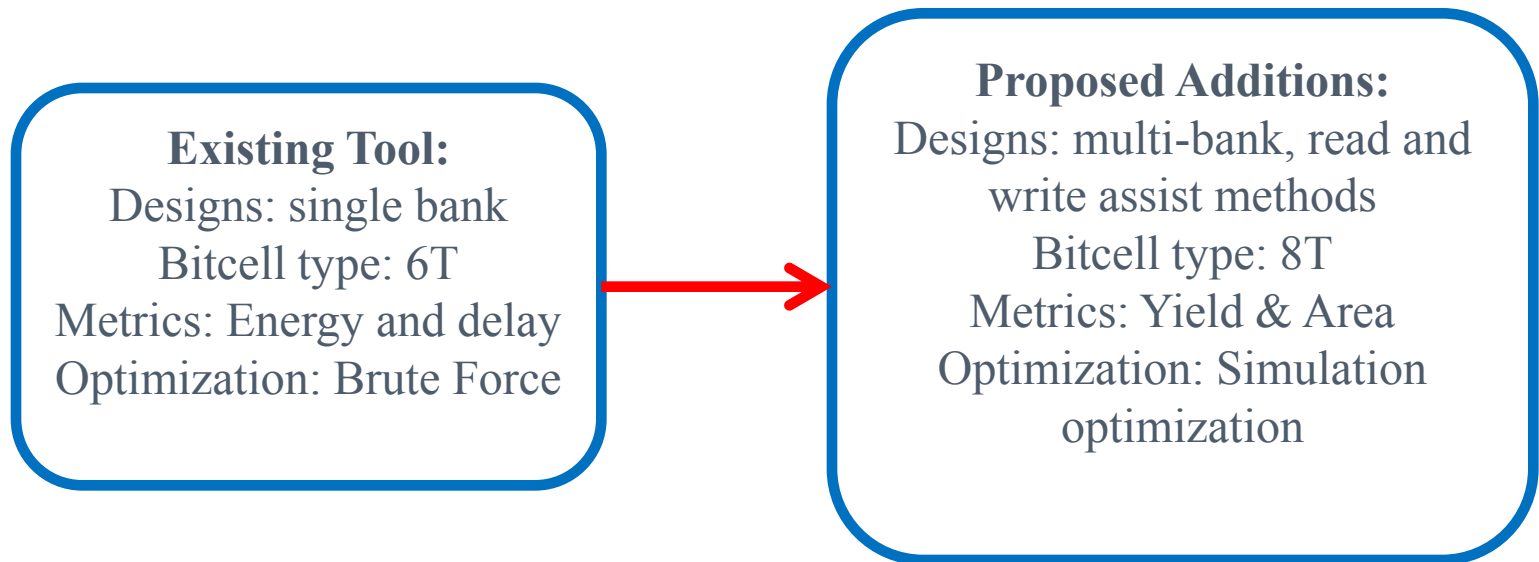 Existing Tool:
Designs: single bank
Bitcell type: 6T
Metrics: Energy and delay
Optimization: Brute Force
Proposed Additions:
Designs: multi-bank, read and
write assist methods
Bitcell type: 8T
Metrics: Yield & Area
Optimization: Simulation
optimization